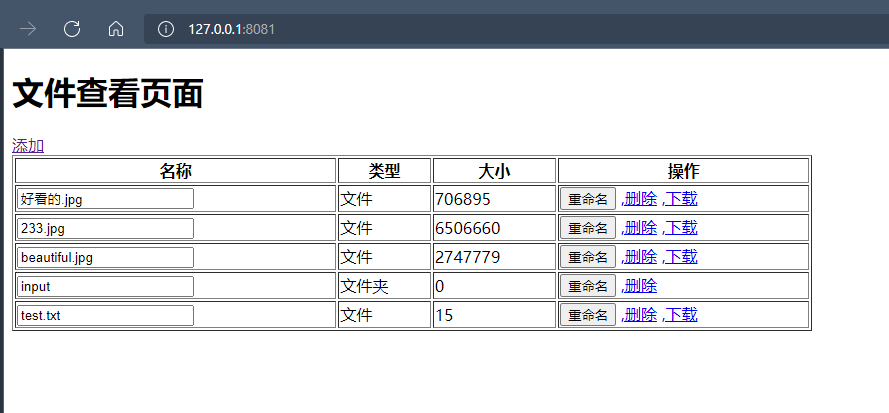 127.0.0.1:8081
文件查看页面
添加
名称 类型 大小 操作
好看的.jpg 文件 706895 重命名 ,删除 ,下载
233.jpg 文件 6506660 重命名 ,删除 ,下载
beautiful.jpg 文件 2747779 重命名 ,删除 ,下载
input 文件夹 0 重命名 ,删除
test.txt 文件 15 重命名 ,删除 ,下载